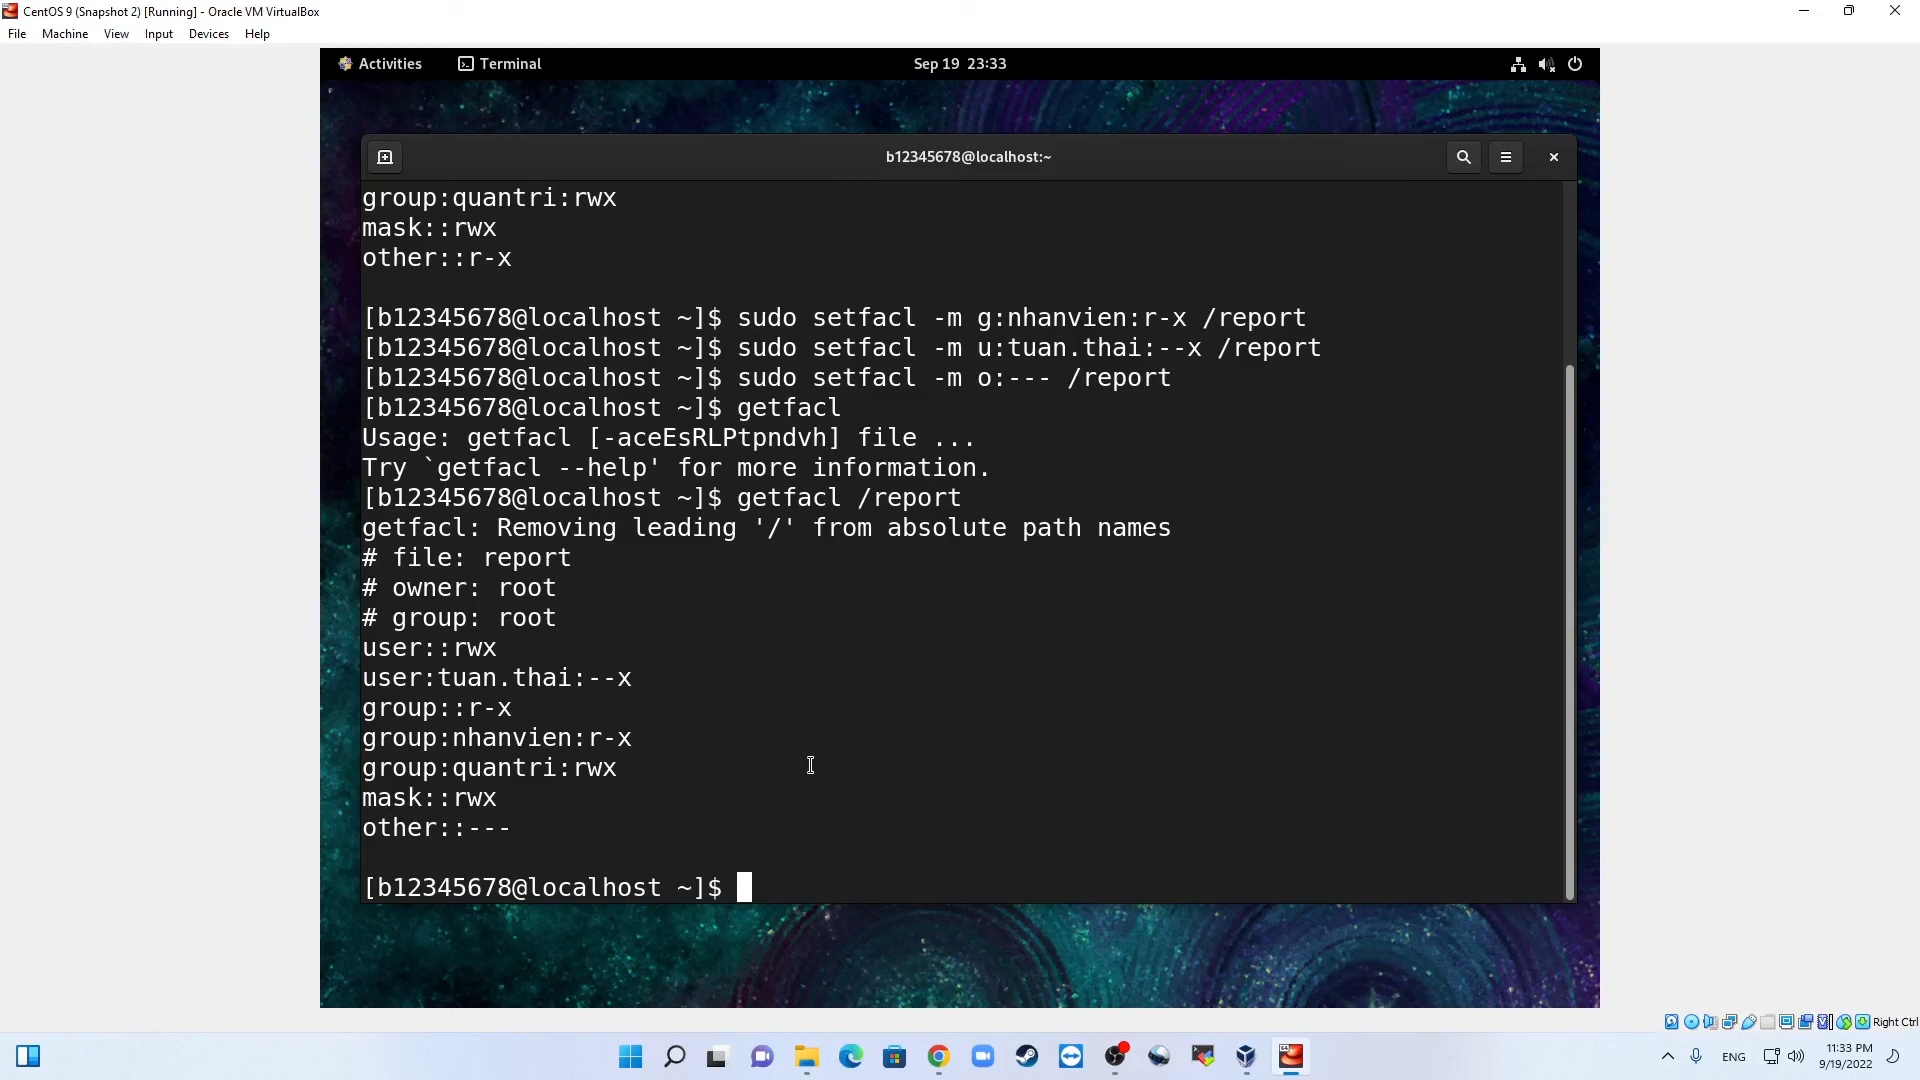 CentOS 9 (Snapshot 2) [Running] - Oracle VM VirtualBox
File Machine View Input Devices Help
Activities Terminal Sep 19 23:33
b12345678@localhost:~
group:quantri:rwx
mask::rwx
other::r-x
[b12345678@localhost ~]$ sudo setfacl -m g:nhanvien:r-x /report
[b12345678@localhost ~]$ sudo setfacl -m u:tuan.thai:--x /report
[b12345678@localhost ~]$ sudo setfacl -m o:--- /report
[b12345678@localhost ~]$ getfacl
Usage: getfacl [-aceEsRLPtpndvh] file ...
Try `getfacl --help' for more information.
[b12345678@localhost ~]$ getfacl /report
getfacl: Removing leading '/' from absolute path names
# file: report
# owner: root
# group: root
user::rwx
user:tuan.thai:--x
group::r-x
group:nhanvien:r-x
group:quantri:rwx
mask::rwx
other::---
[b12345678@localhost ~]$
Right Ctrl
ENG
11:33 PM
9/19/2022